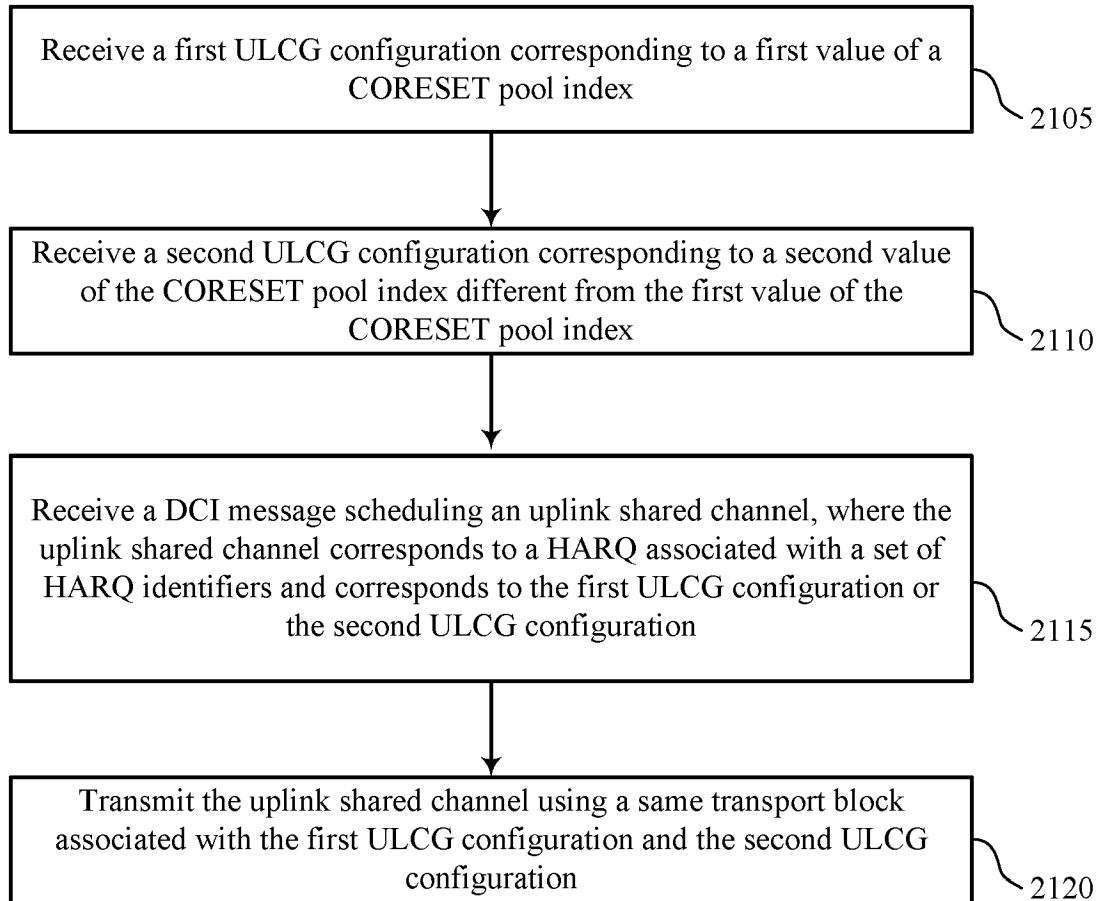 Receive a first ULCG configuration corresponding to a first value of a
CORESET pool index
2105
Receive a second ULCG configuration corresponding to a second value
of the CORESET pool index different from the first value of the
CORESET pool index
2110
Receive a DCI message scheduling an uplink shared channel, where the
uplink shared channel corresponds to a HARQ associated with a set of
HARQ identifiers and corresponds to the first ULCG configuration or
the second ULCG configuration
2115
Transmit the uplink shared channel using a same transport block
associated with the first ULCG configuration and the second ULCG
configuration
2120